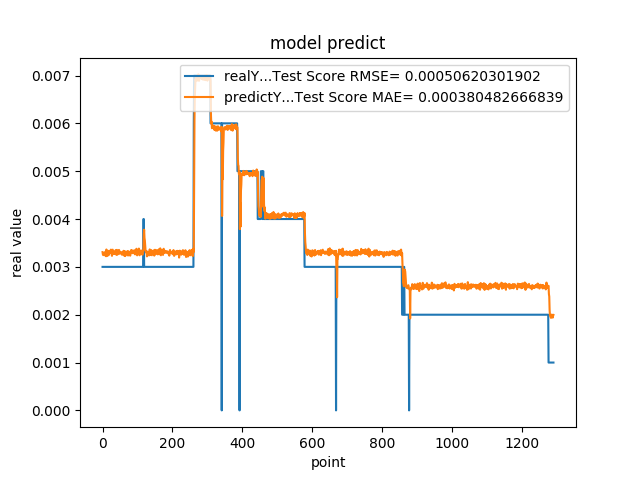 model predict
realY...Test Score RMSE= 0.00050620301902
predictY...Test Score MAE= 0.000380482666839
0.007
0.006
0.005
0.004
0.003
0.002
0.001
0.000
real value
0 200 400 600 800 1000 1200
point